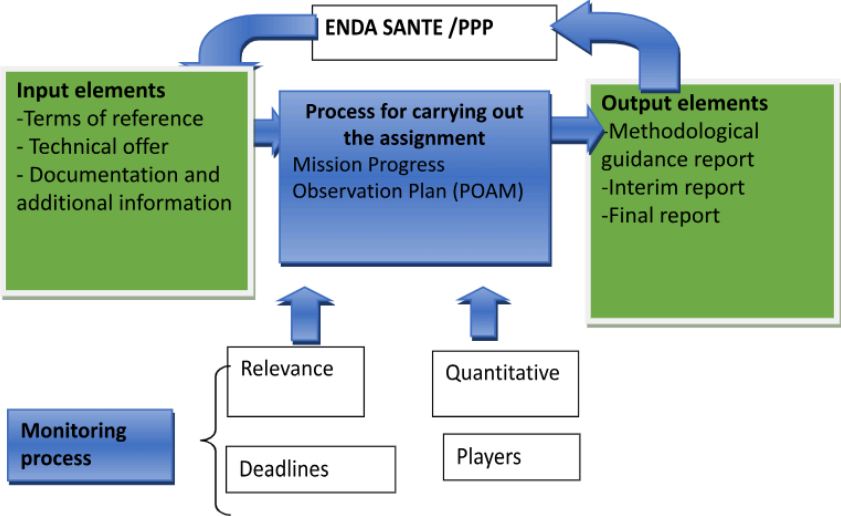 ENDA SANTE /PPP
Input elements
-Terms of reference
- Technical offer
- Documentation and
additional information
Process for carrying out
the assignment
Mission Progress
Observation Plan (POAM)
Output elements
-Methodological
guidance report
-Interim report
-Final report
Relevance
Quantitative
Monitoring
process
Deadlines
Players